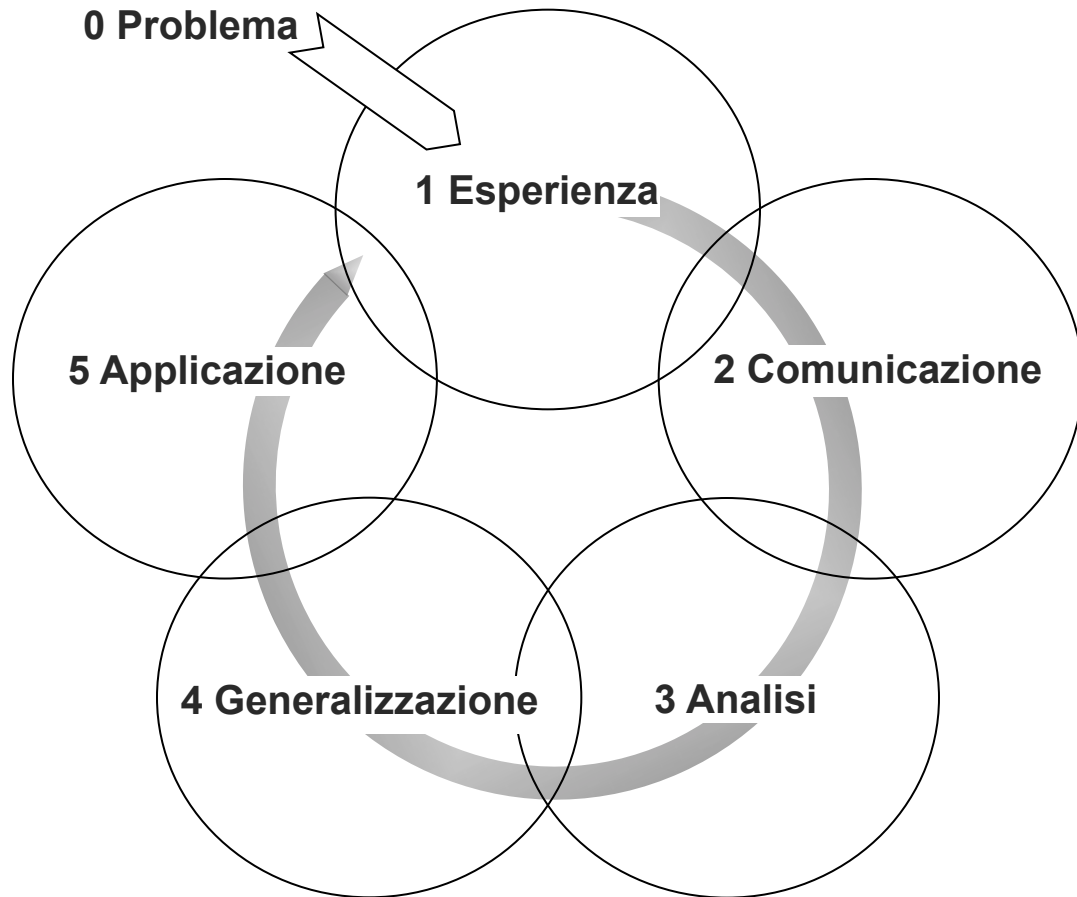 0 Problema
1 Esperienza
2 Comunicazione
3 Analisi
4 Generalizzazione
5 Applicazione